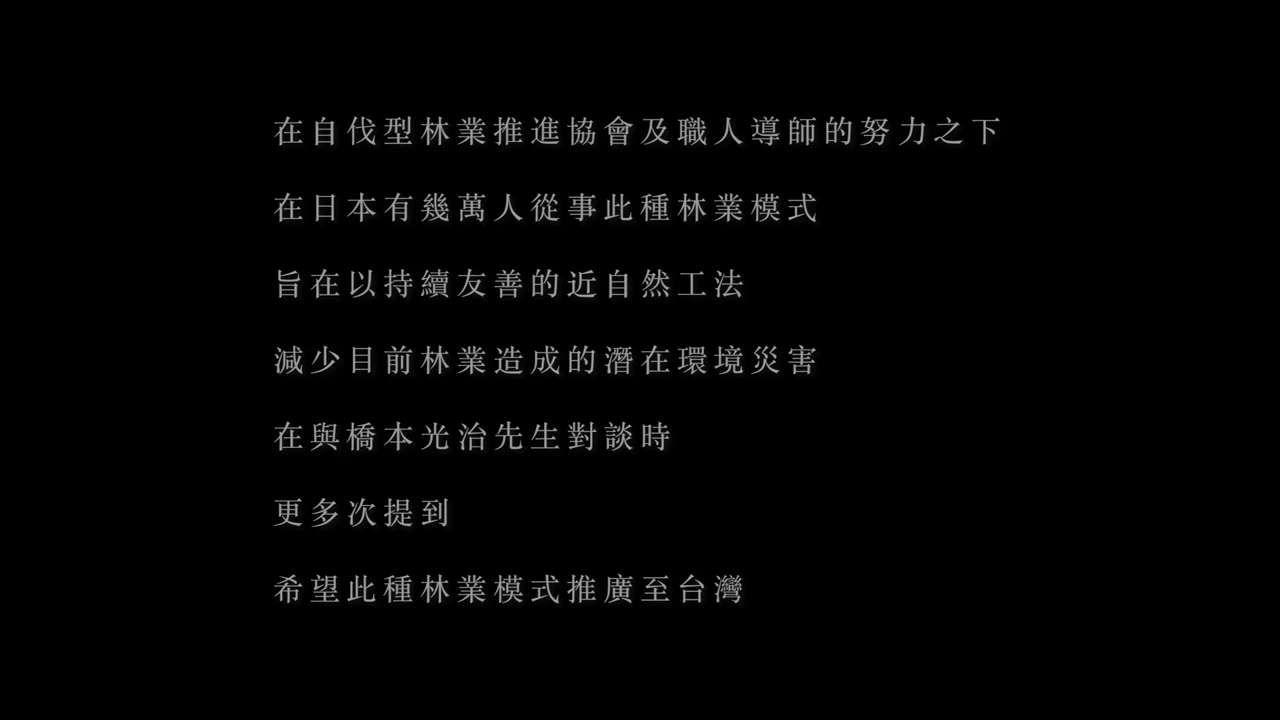 在自伐型林業推進協會及職人導師的努力之下
在日本有幾萬人從事此種林業模式
旨在以持續友善的近自然工法
減少目前林業造成的潛在環境災害
在與橋本光治先生對談時
更多次提到
希望此種林業模式推廣至台灣